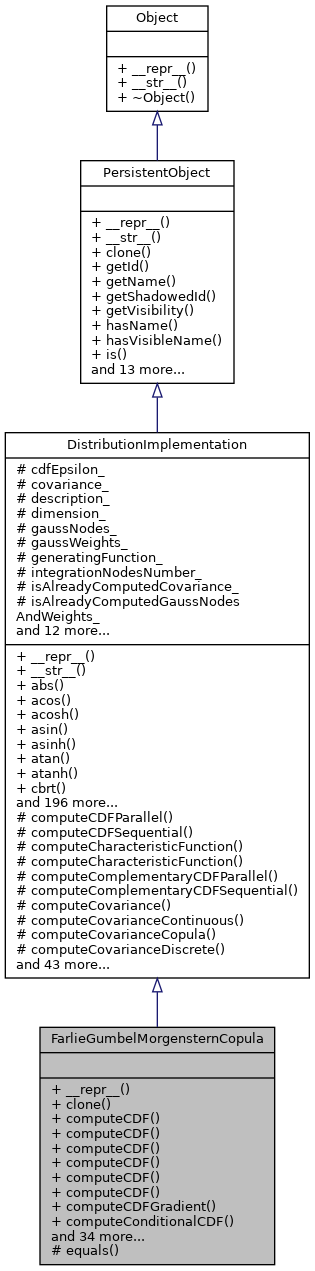 Object
+ __repr__()
+ __str__()
+ ~Object()
PersistentObject
+ __repr__()
+ __str__()
+ clone()
+ getId()
+ getName()
+ getShadowedId()
+ getVisibility()
+ hasName()
+ hasVisibleName()
+ is()
and 13 more...
DistributionImplementation
# cdfEpsilon_
# covariance_
# description_
# dimension_
# gaussNodes_
# gaussWeights_
# generatingFunction_
# integrationNodesNumber_
# isAlreadyComputedCovariance_
# isAlreadyComputedGaussNodes
AndWeights_
and 12 more...
+ __repr__()
+ __str__()
+ abs()
+ acos()
+ acosh()
+ asin()
+ asinh()
+ atan()
+ atanh()
+ cbrt()
and 196 more...
# computeCDFParallel()
# computeCDFSequential()
# computeCharacteristicFunction()
# computeCharacteristicFunction()
# computeComplementaryCDFParallel()
# computeComplementaryCDFSequential()
# computeCovariance()
# computeCovarianceContinuous()
# computeCovarianceCopula()
# computeCovarianceDiscrete()
and 43 more...
FarlieGumbelMorgensternCopula
+ __repr__()
+ clone()
+ computeCDF()
+ computeCDF()
+ computeCDF()
+ computeCDF()
+ computeCDF()
+ computeCDF()
+ computeCDFGradient()
+ computeConditionalCDF()
and 34 more...
# equals()